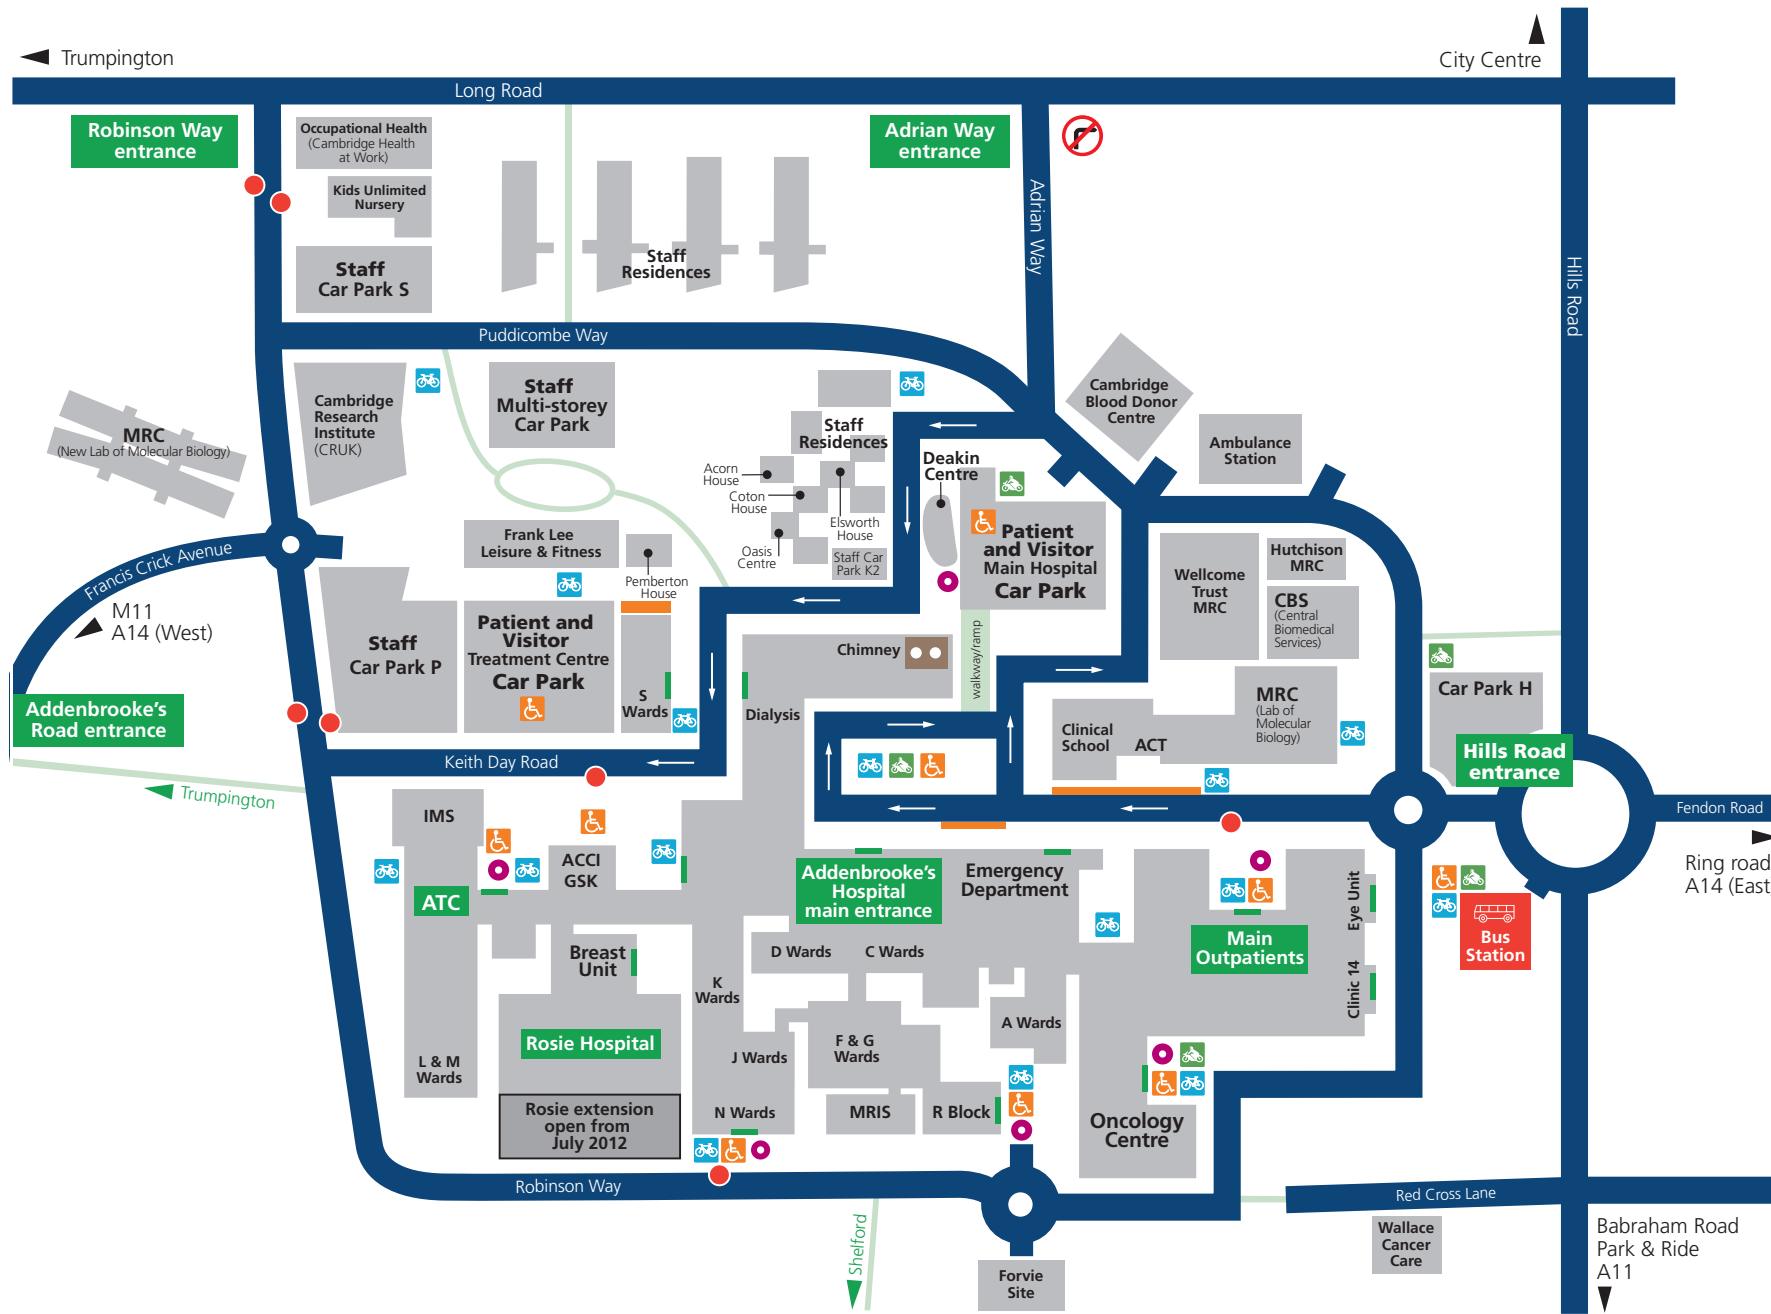 Trumpington
City Centre
Long Road
Robinson Way
entrance
Occupational Health
(Cambridge Health
at Work)
Kids Unlimited
Nursery
Staff
Car Park S
Adrian Way
entrance
Adrian Way
Staff
Residences
Hills Road
Puddicombe Way
Cambridge
Research
Institute
(CRUK)
Staff
Multi-storey
Car Park
MRC
(New Lab of Molecular Biology)
Staff
Residences
Acorn
House
Coton
House
Oasis
Centre
Elsworth
House
Staff Car
Park K2
Deakin
Centre
Cambridge
Blood Donor
Centre
Ambulance
Station
Patient
and Visitor
Main Hospital
Car Park
Wellcome
Trust
MRC
Hutchison
MRC
CBS
(Central
Biomedical
Services)
Francis Crick Avenue
M11
A14 (West)
Frank Lee
Leisure & Fitness
Pemberton
House
Staff
Car Park P
Patient and
Visitor
Treatment Centre
Car Park
S
Wards
Chimney
Dialysis
walkway/ramp
Clinical
School
ACT
MRC
(Lab of
Molecular
Biology)
Car Park H
Hills Road
entrance
Addenbrooke's
Road entrance
Trumpington
Keith Day Road
Fendon Road
Ring road
A14 (East
IMS
ATC
ACCI
GSK
Addenbrooke's
Hospital
main entrance
Emergency
Department
Main
Outpatients
Eye Unit
Clinic 14
Bus
Station
Breast
Unit
D Wards
C Wards
K
Wards
A Wards
Rosie Hospital
L & M
Wards
J Wards
F & G
Wards
Rosie extension
open from
July 2012
N Wards
MRIS
R Block
Oncology
Centre
Robinson Way
Red Cross Lane
Shelford
Forvie
Site
Wallace
Cancer
Care
Babraham Road
Park & Ride
A11